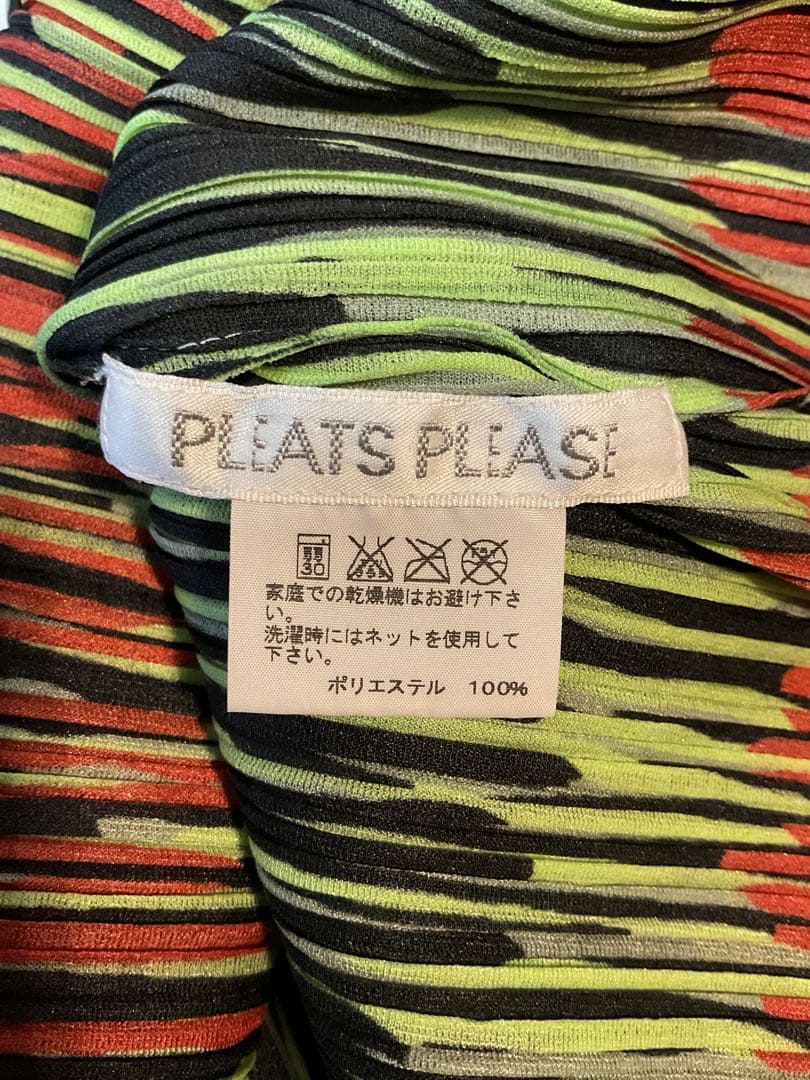 PLEATS PLEASE
30
家庭での乾燥機はお避け下さ
い。
洗濯時にはネットを使用して
下さい。
ポリエステル 100%